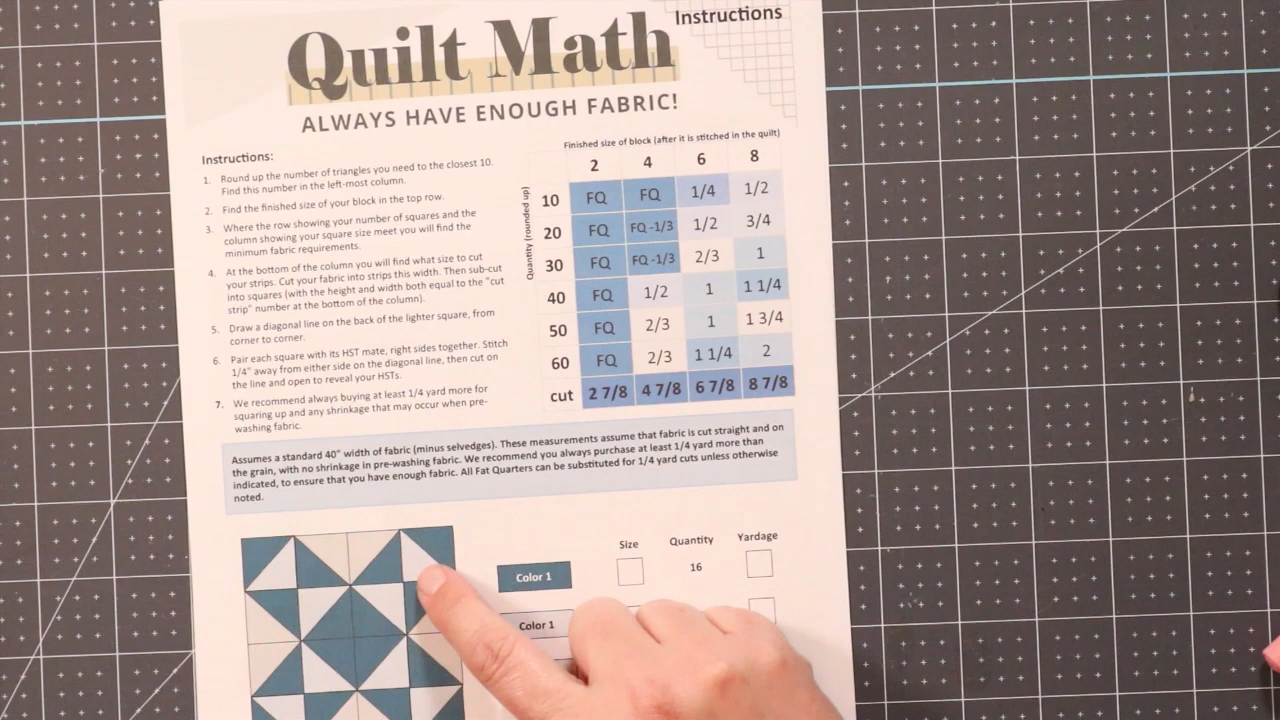 Instructions
Quilt Math
ALWAYS HAVE ENOUGH FABRIC!
Instructions:
1. Round up the number of triangles you need to the closest 10.
Find this number in the left-most column.
2. Find the finished size of your block in the top row.
3. Where the row showing your number of squares and the
column showing your square size meet you will find the
minimum fabric requirements.
4. At the bottom of the column you will find what size to cut
your strips. Cut your fabric into strips this width. Then sub-cut
into squares (with the height and width both equal to the "cut
strip" number at the bottom of the column).
5. Draw a diagonal line on the back of the lighter square, from
corner to corner.
6. Pair each square with its HST mate, right sides together. Stitch
1/4" away from either side on the diagonal line, then cut on
the line and open to reveal your HSTs.
7. We recommend always buying at least 1/4 yard more for
squaring up and any shrinkage that may occur when pre-
washing fabric.
Finished size of block (after it is stitched in the quilt)
2 4 6 8
Quantity (rounded up)
10 FQ FQ 1/4 1/2
20 FQ FQ -1/3 1/2 3/4
30 FQ FQ -1/3 2/3 1
40 FQ 1/2 1 1 1/4
50 FQ 2/3 1 1 3/4
60 FQ 2/3 1 1/4 2
cut 2 7/8 4 7/8 6 7/8 8 7/8
Assumes a standard 40" width of fabric (minus selvedges). These measurements assume that fabric is cut straight and on
the grain, with no shrinkage in pre-washing fabric. We recommend you always purchase at least 1/4 yard more than
indicated, to ensure that you have enough fabric. All Fat Quarters can be substituted for 1/4 yard cuts unless otherwise
noted.
Size Quantity Yardage
Color 1 16
Color 1